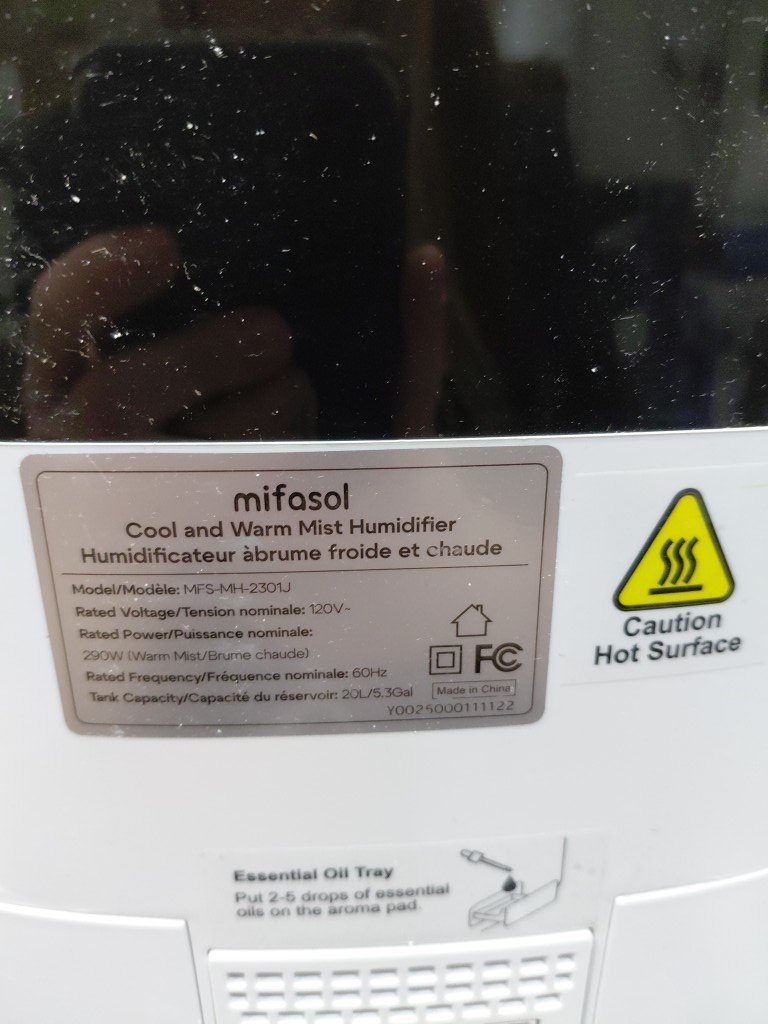 mifasol
Cool and Warm Mist Humidifier
Humidificateur àbrume froide et chaude
Model/Modèle: MFS-MH-2301J
Rated Voltage/Tension nominale: 120V~
Rated Power/Puissance nominale:
290W (Warm Mist/Brume chaude)
Rated Frequency/Fréquence nominale: 60Hz
Tank Capacity/Capacité du réservoir: 20L/5.3Gal
FC
Made in China
Y0025000111122
Caution
Hot Surface
Essential Oil Tray
Put 2-5 drops of essential
oils on the aroma pad.